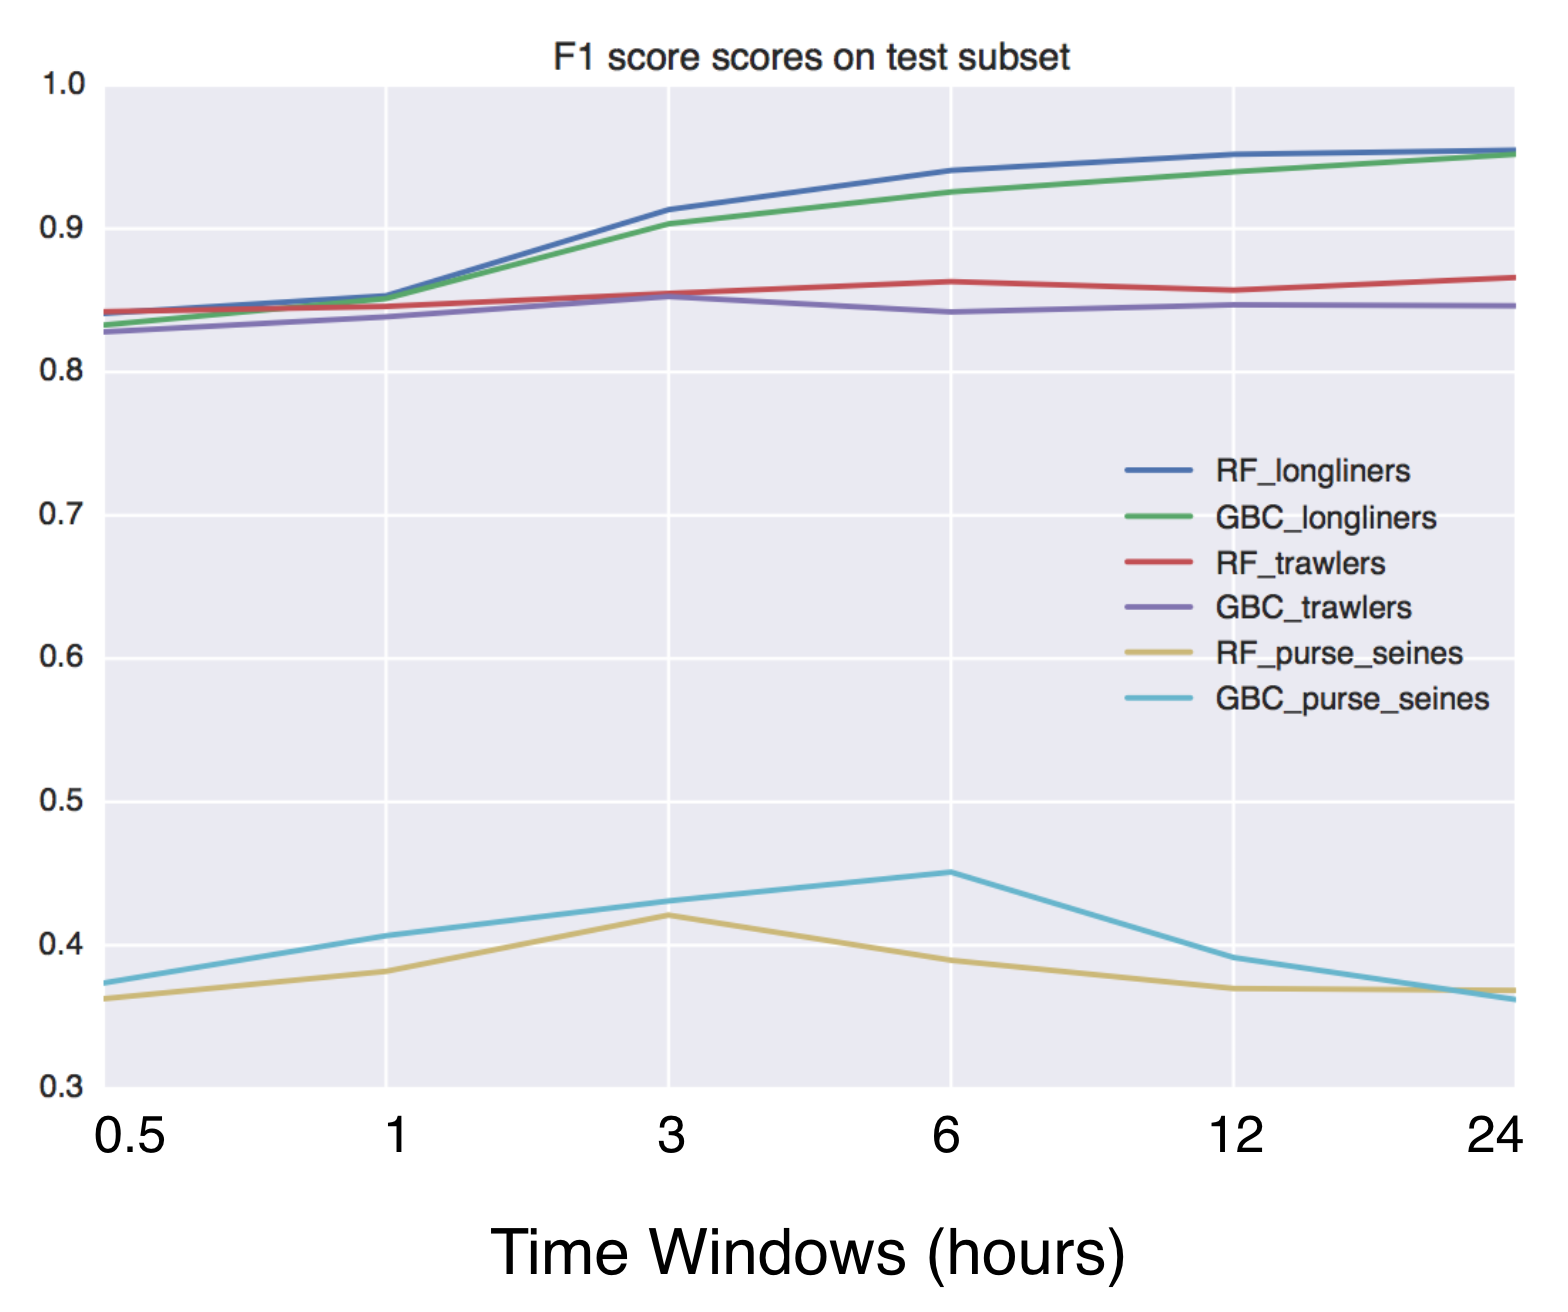 F1 score scores on test subset
1.0
0.9
0.8
0.7
0.6
0.5
0.4
0.3
RF_longliners
GBC_longliners
RF_trawlers
GBC_trawlers
RF_purse_seines
GBC_purse_seines
0.5 1 3 6 12 24
Time Windows (hours)